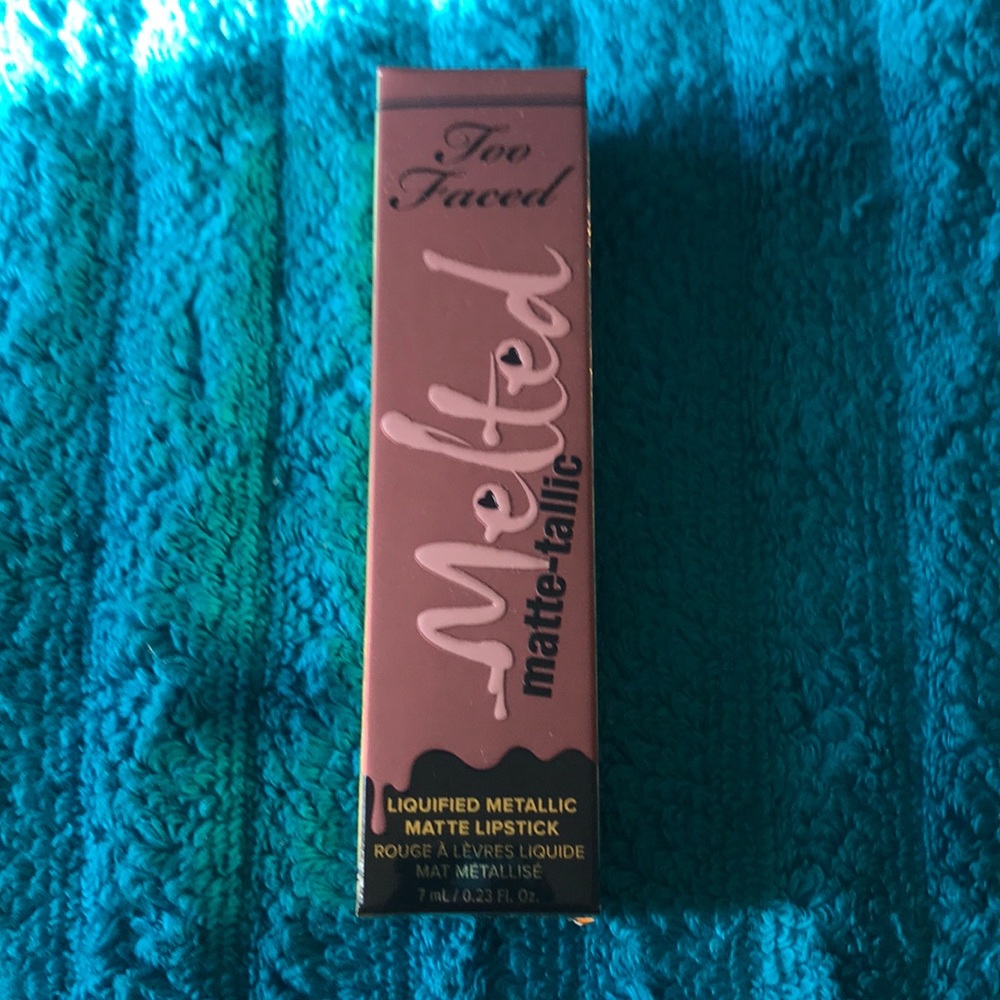 Too
Faced
Melted
matte-tallic
LIQUIFIED METALLIC
MATTE LIPSTICK
ROUGE À LÈVRES LIQUIDE
MAT MÉTALLISÉ
7 mL / 0.23 Fl. Oz.